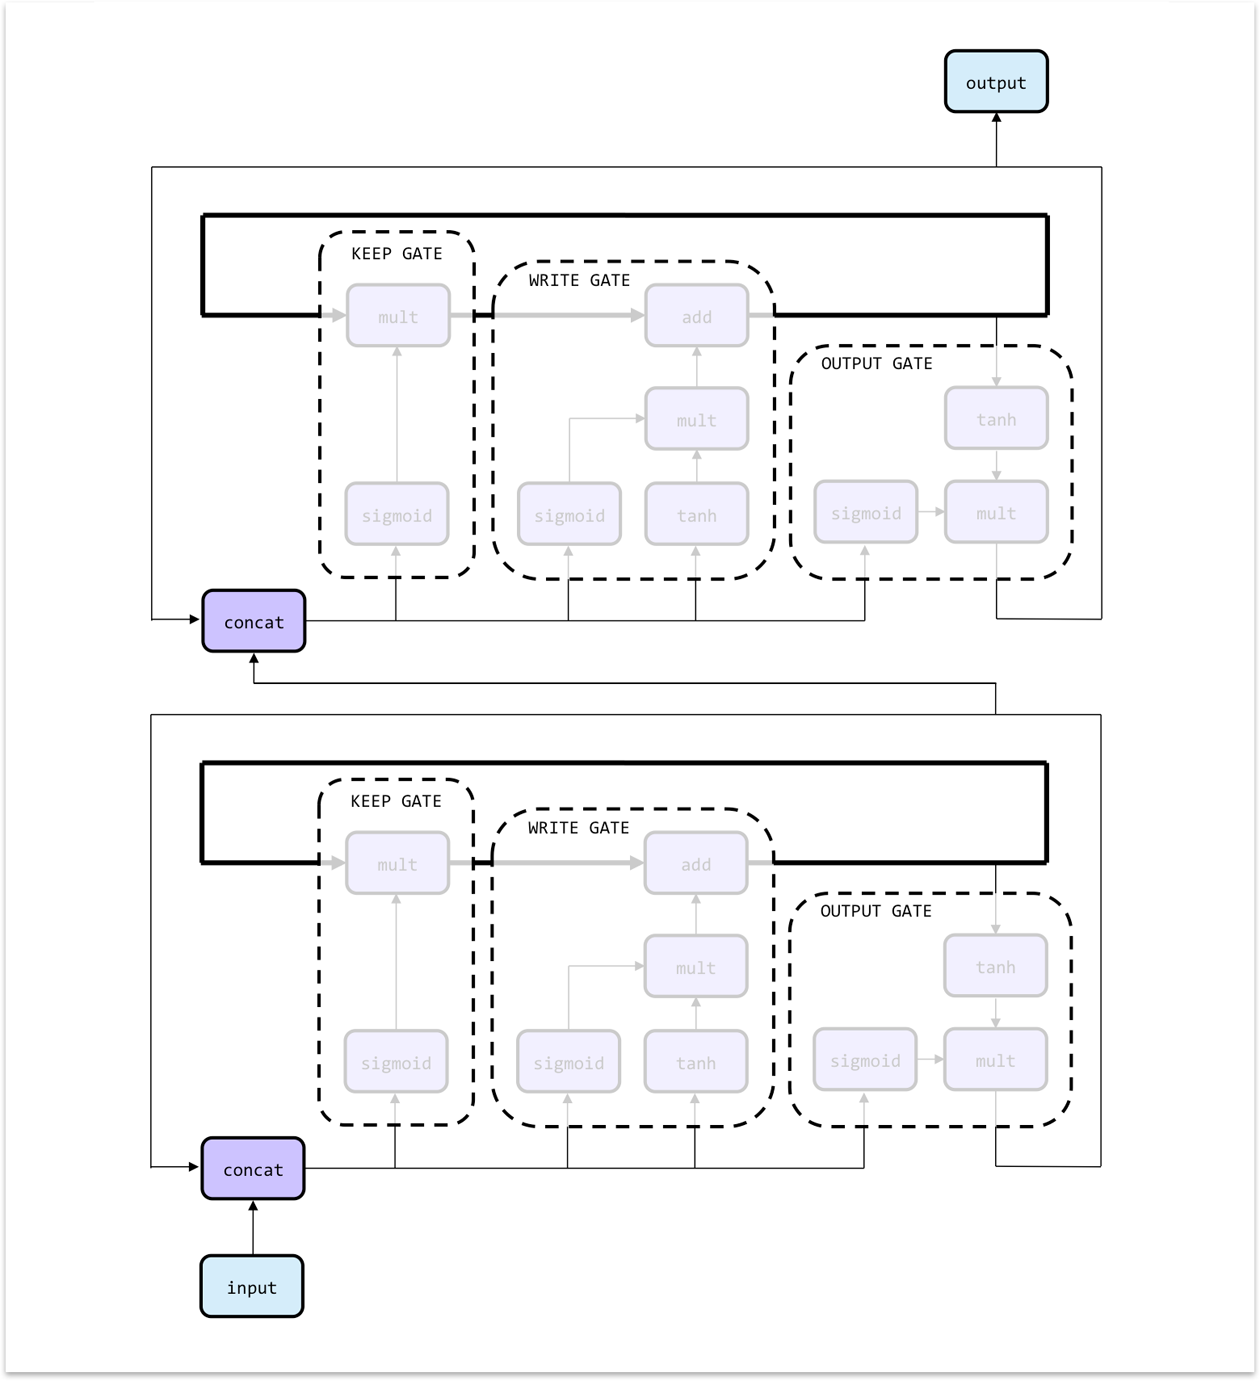 output
KEEP GATE
WRITE GATE
mult
add
OUTPUT GATE
mult
tanh
sigmoid
sigmoid
tanh
sigmoid
mult
concat
KEEP GATE
WRITE GATE
mult
add
OUTPUT GATE
mult
tanh
sigmoid
sigmoid
tanh
sigmoid
mult
concat
input